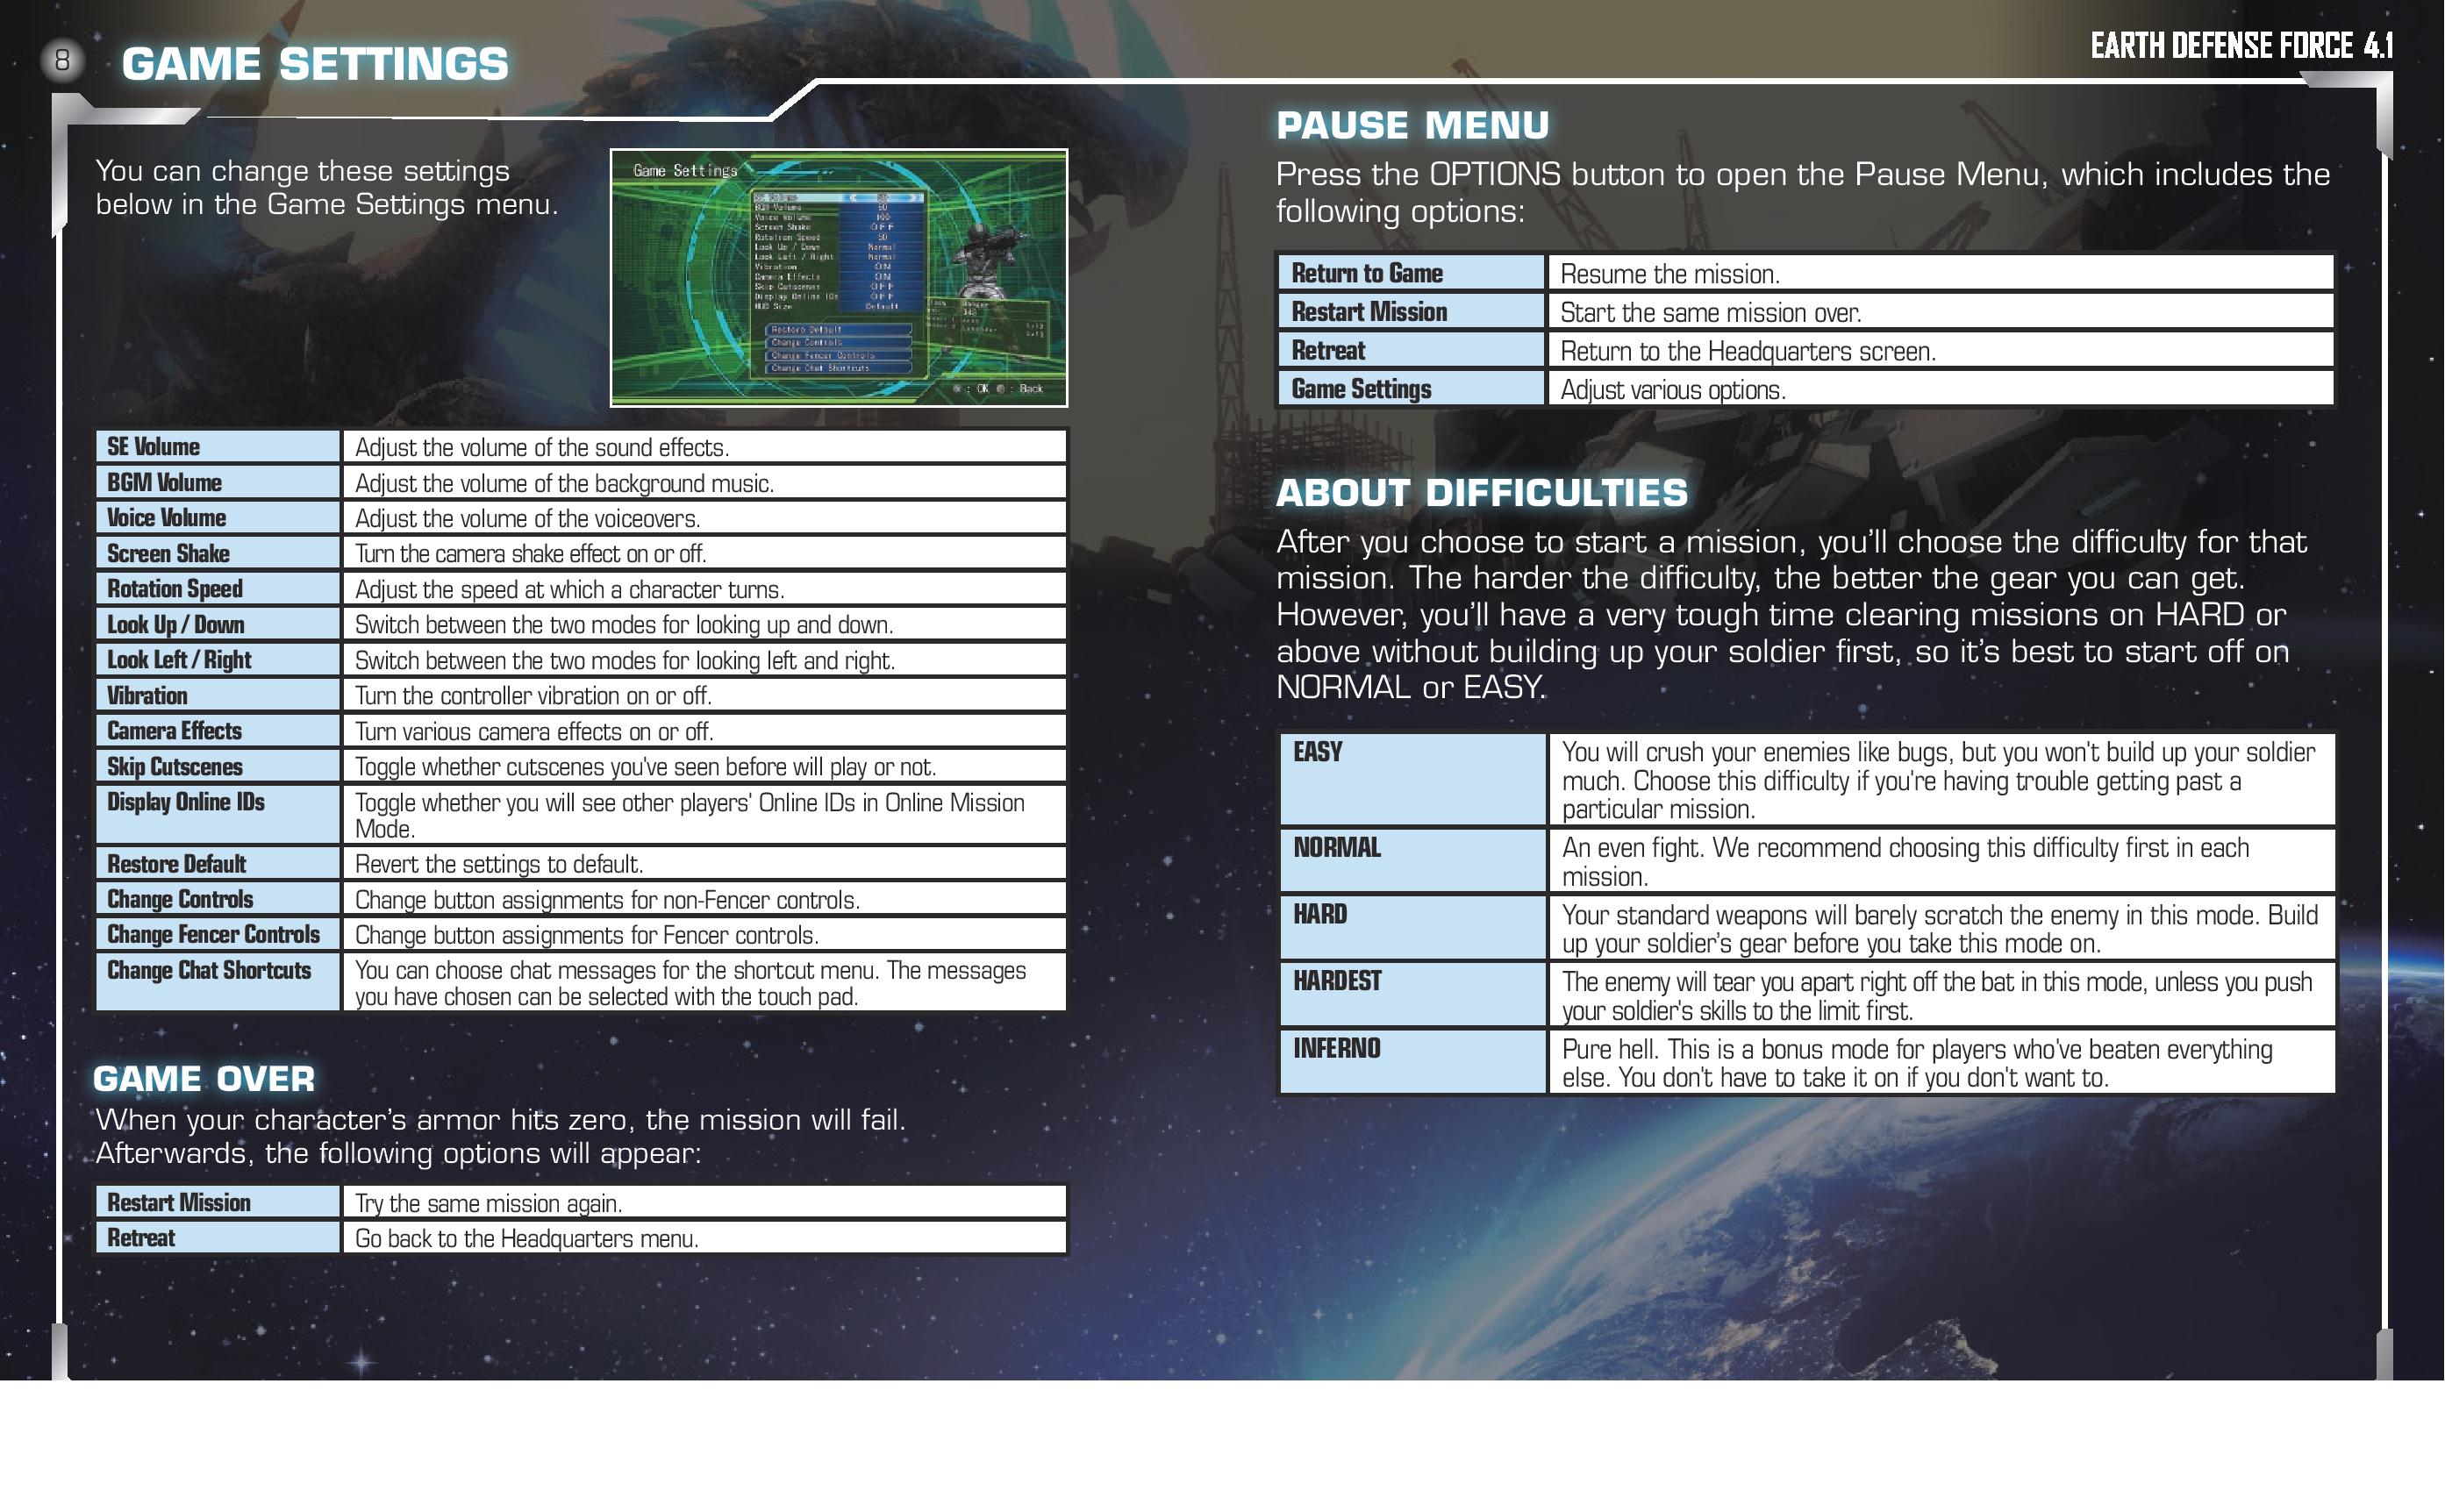 8
GAME SETTINGS
EARTH DEFENSE FORCE 4.1
You can change these settings
below in the Game Settings menu.
Game Settings
SE Volume
BGM Volume
Voice Volume 100
Screen Shake OFF
Rotation Speed 50
Look Up / Down Normal
Look Left / Right Normal
Vibration ON
Camera Effects ON
Skip Cutscenes OFF
Display Online IDs OFF
HUD Size Default
Restore Default
Change Controls
Change Fencer Controls
Change Chat Shortcuts
: OK : Back
SE Volume Adjust the volume of the sound effects.
BGM Volume Adjust the volume of the background music.
Voice Volume Adjust the volume of the voiceovers.
Screen Shake Turn the camera shake effect on or off.
Rotation Speed Adjust the speed at which a character turns.
Look Up / Down Switch between the two modes for looking up and down.
Look Left / Right Switch between the two modes for looking left and right.
Vibration Turn the controller vibration on or off.
Camera Effects Turn various camera effects on or off.
Skip Cutscenes Toggle whether cutscenes you've seen before will play or not.
Display Online IDs Toggle whether you will see other players' Online IDs in Online Mission
Mode.
Restore Default Revert the settings to default.
Change Controls Change button assignments for non-Fencer controls.
Change Fencer Controls Change button assignments for Fencer controls.
Change Chat Shortcuts You can choose chat messages for the shortcut menu. The messages
you have chosen can be selected with the touch pad.
GAME OVER
When your character's armor hits zero, the mission will fail.
Afterwards, the following options will appear:
Restart Mission Try the same mission again.
Retreat Go back to the Headquarters menu.
PAUSE MENU
Press the OPTIONS button to open the Pause Menu, which includes the
following options:
Return to Game Resume the mission.
Restart Mission Start the same mission over.
Retreat Return to the Headquarters screen.
Game Settings Adjust various options.
ABOUT DIFFICULTIES
After you choose to start a mission, you'll choose the difficulty for that
mission. The harder the difficulty, the better the gear you can get.
However, you'll have a very tough time clearing missions on HARD or
above without building up your soldier first, so it's best to start off on
NORMAL or EASY.
EASY You will crush your enemies like bugs, but you won't build up your soldier
much. Choose this difficulty if you're having trouble getting past a
particular mission.
NORMAL An even fight. We recommend choosing this difficulty first in each
mission.
HARD Your standard weapons will barely scratch the enemy in this mode. Build
up your soldier's gear before you take this mode on.
HARDEST The enemy will tear you apart right off the bat in this mode, unless you push
your soldier's skills to the limit first.
INFERNO Pure hell. This is a bonus mode for players who've beaten everything
else. You don't have to take it on if you don't want to.